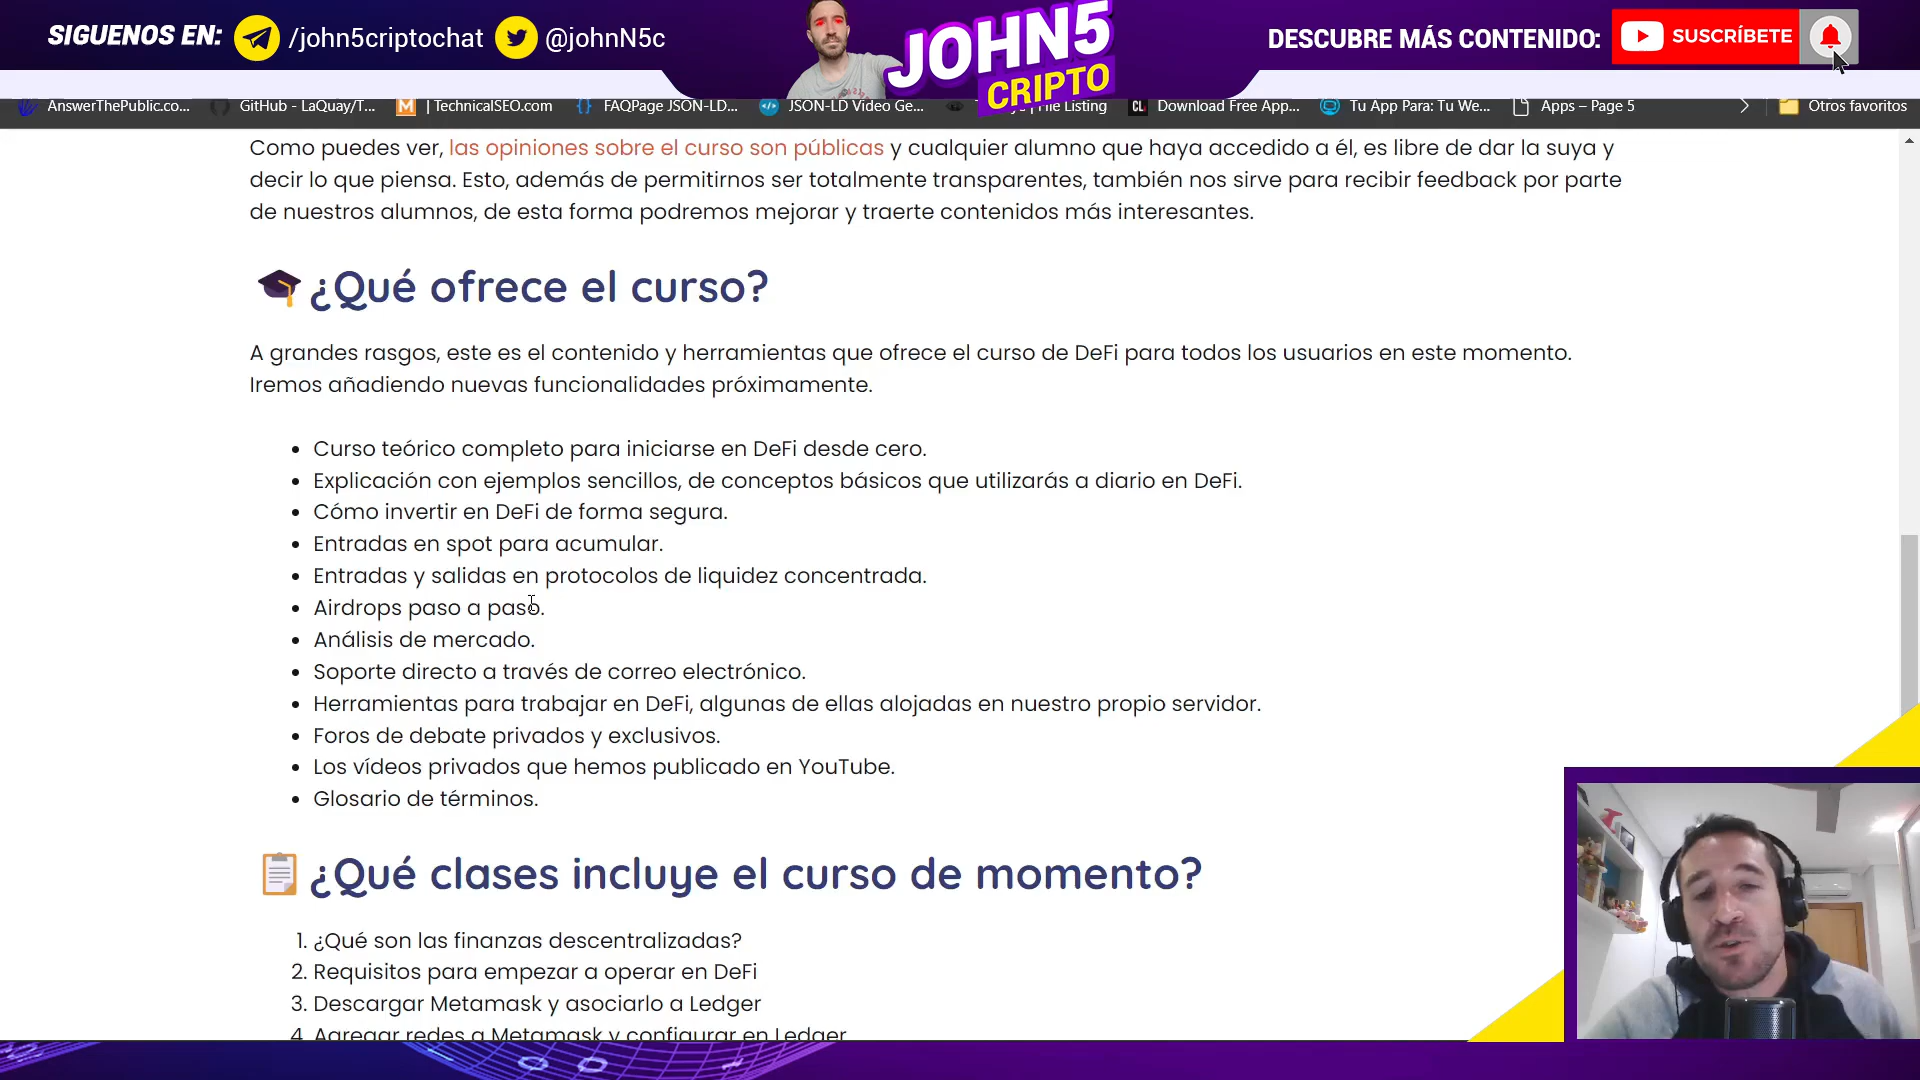 SIGUENOS EN: /john5criptochat @johnN5c
JOHN5
CRIPTO
DESCUBRE MÁS CONTENIDO: SUSCRÍBETE
AnswerThePublic.co... GitHub - LaQuay/T... | TechnicalSEO.com FAQPage JSON-LD... JSON-LD Video Ge... File Listing Download Free App... Tu App Para: Tu We... Apps – Page 5 Otros favoritos
Como puedes ver, las opiniones sobre el curso son públicas y cualquier alumno que haya accedido a él, es libre de dar la suya y
decir lo que piensa. Esto, además de permitirnos ser totalmente transparentes, también nos sirve para recibir feedback por parte
de nuestros alumnos, de esta forma podremos mejorar y traerte contenidos más interesantes.
¿Qué ofrece el curso?
A grandes rasgos, este es el contenido y herramientas que ofrece el curso de DeFi para todos los usuarios en este momento.
Iremos añadiendo nuevas funcionalidades próximamente.
• Curso teórico completo para iniciarse en DeFi desde cero.
• Explicación con ejemplos sencillos, de conceptos básicos que utilizarás a diario en DeFi.
• Cómo invertir en DeFi de forma segura.
• Entradas en spot para acumular.
• Entradas y salidas en protocolos de liquidez concentrada.
• Airdrops paso a paso.
• Análisis de mercado.
• Soporte directo a través de correo electrónico.
• Herramientas para trabajar en DeFi, algunas de ellas alojadas en nuestro propio servidor.
• Foros de debate privados y exclusivos.
• Los vídeos privados que hemos publicado en YouTube.
• Glosario de términos.
¿Qué clases incluye el curso de momento?
1. ¿Qué son las finanzas descentralizadas?
2. Requisitos para empezar a operar en DeFi
3. Descargar Metamask y asociarlo a Ledger
4. Agregar redes a Metamask y configurar en Ledger